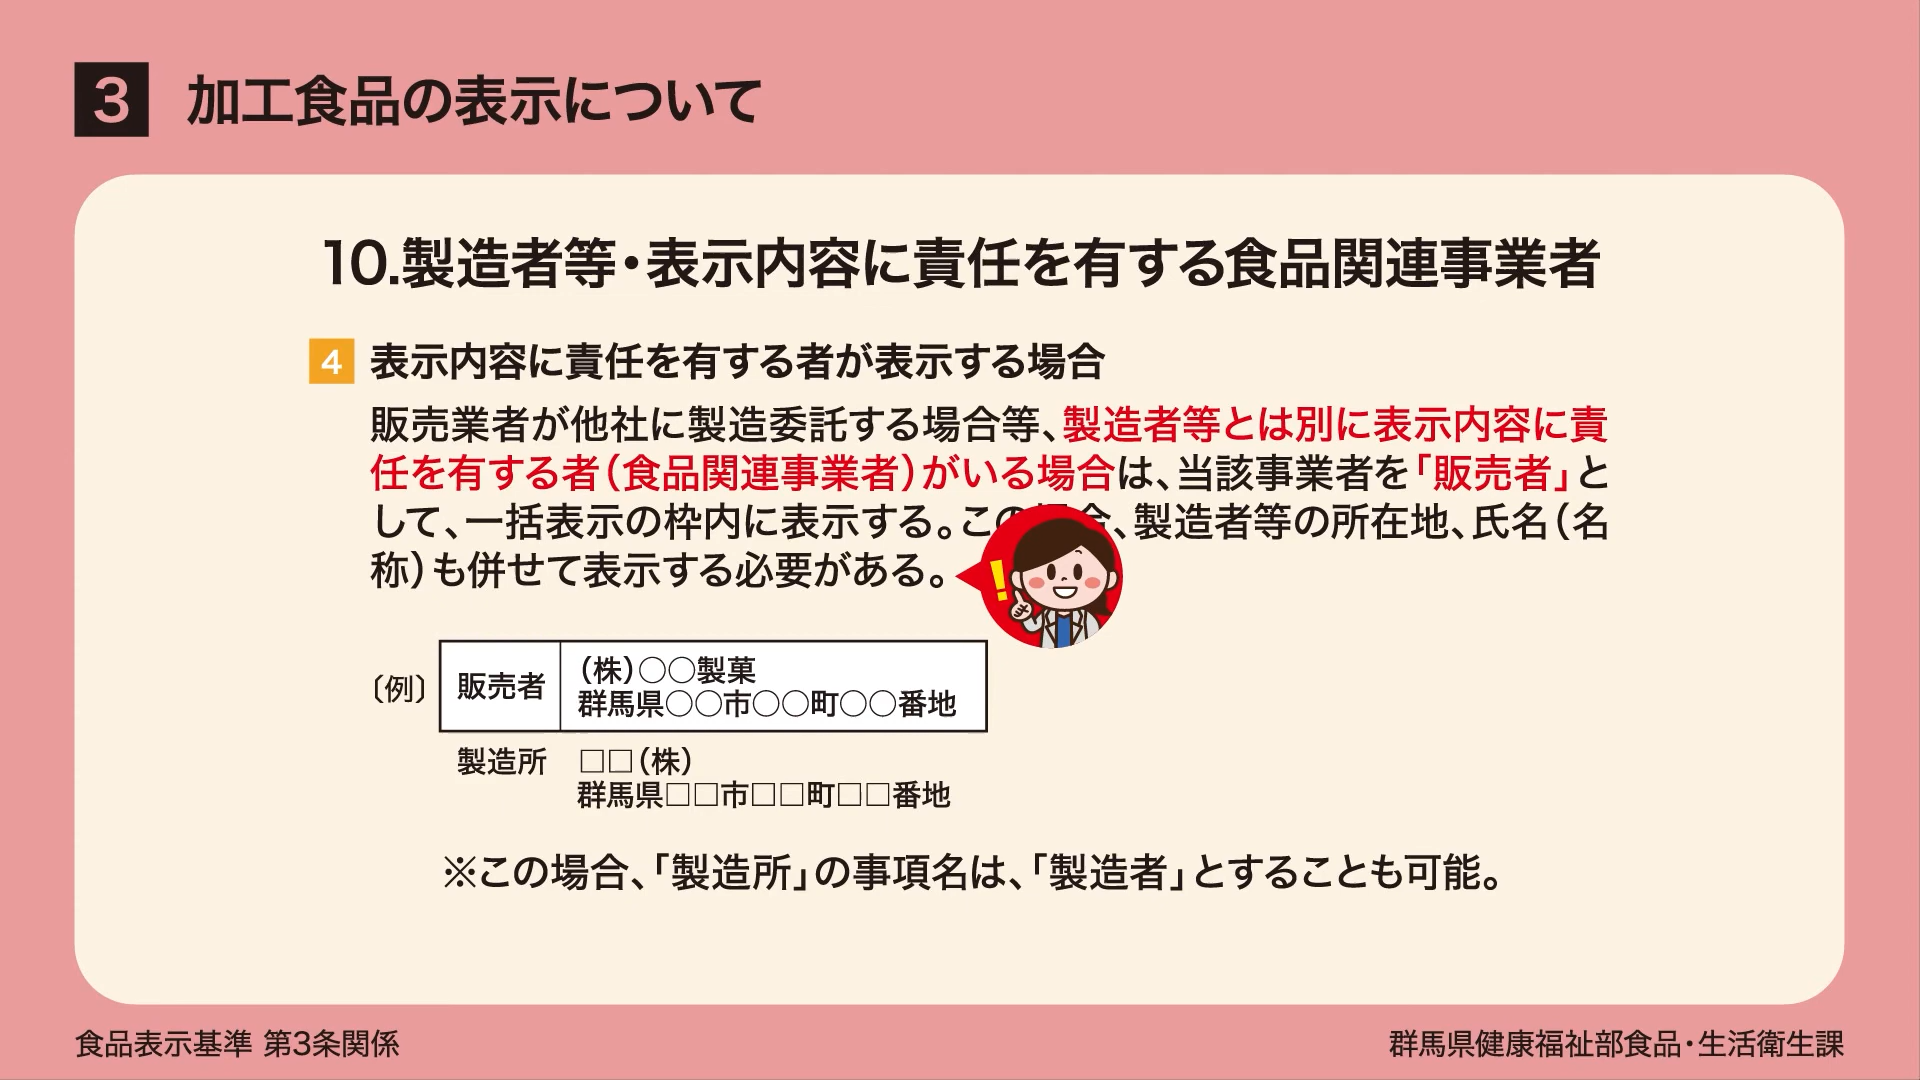 3 加工食品の表示について
10.製造者等・表示内容に責任を有する食品関連事業者
4 表示内容に責任を有する者が表示する場合
販売業者が他社に製造委託する場合等、製造者等とは別に表示内容に責
任を有する者(食品関連事業者)がいる場合は、当該事業者を「販売者」と
して、一括表示の枠内に表示する。この場合、製造者等の所在地、氏名(名
称)も併せて表示する必要がある。
!
〔例〕 販売者 (株)○○製菓
群馬県○○市○○町○○番地
製造所 □□(株)
群馬県□□市□□町□□番地
※この場合、「製造所」の事項名は、「製造者」とすることも可能。
食品表示基準 第3条関係
群馬県健康福祉部食品・生活衛生課